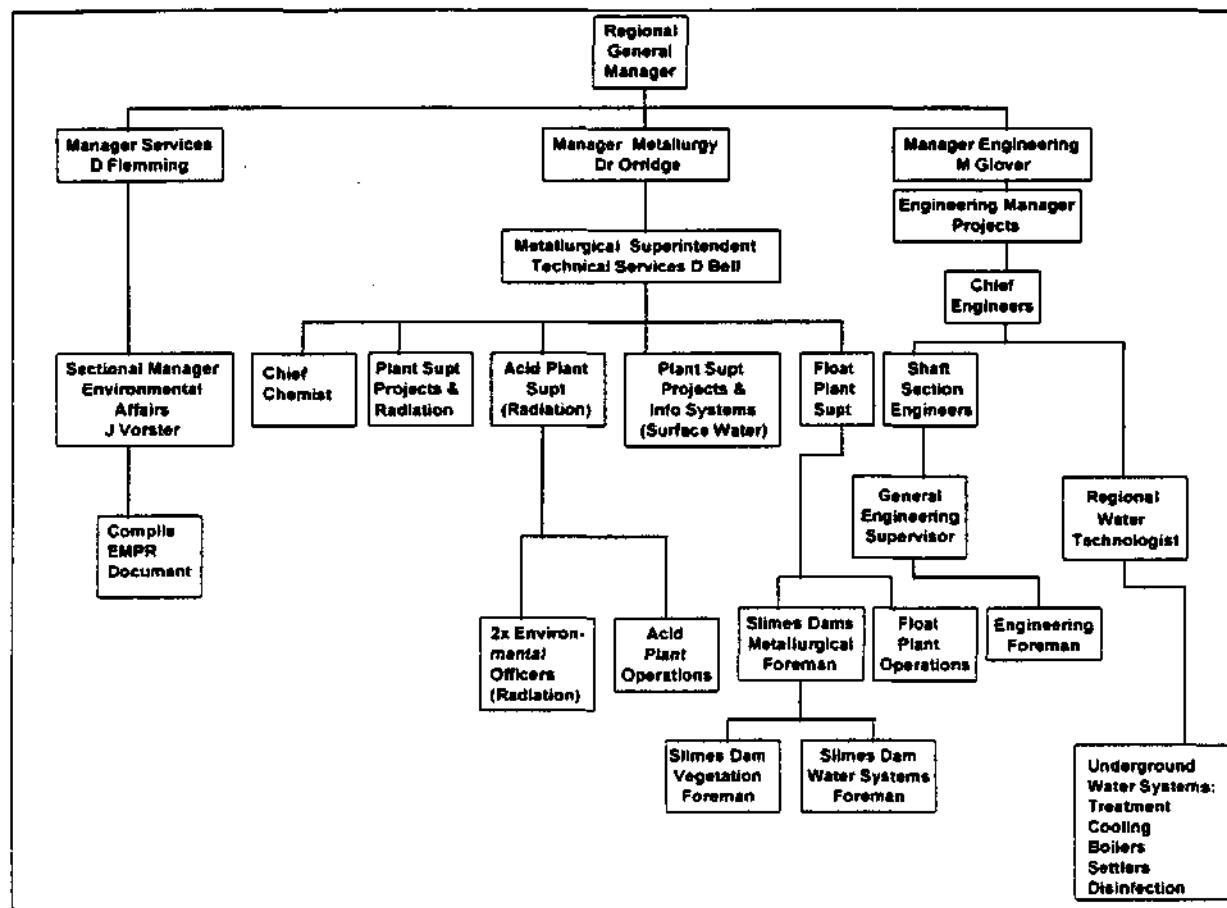 Regional
General
Manager
Manager Services
D Flemming
Manager Metallurgy
Dr Orridge
Manager Engineering
M Glover
Engineering Manager
Projects
Metallurgical Superintendent
Technical Services D Bell
Chief
Engineers
Sectional Manager
Environmental
Affairs
J Vorster
Chief
Chemist
Plant Supt
Projects &
Radiation
Acid Plant
Supt
(Radiation)
Plant Supt
Projects &
Info Systems
(Surface Water)
Float
Plant
Supt
Shaft
Section
Engineers
General
Engineering
Supervisor
Regional
Water
Technologist
Compile
EMPR
Document
2x Environ-
mental
Officers
(Radiation)
Acid
Plant
Operations
Slimes Dams
Metallurgical
Foreman
Float
Plant
Operations
Engineering
Foreman
Slimes Dam
Vegetation
Foreman
Slimes Dam
Water Systems
Foreman
Underground
Water Systems:
Treatment
Cooling
Boilers
Settlers
Disinfection